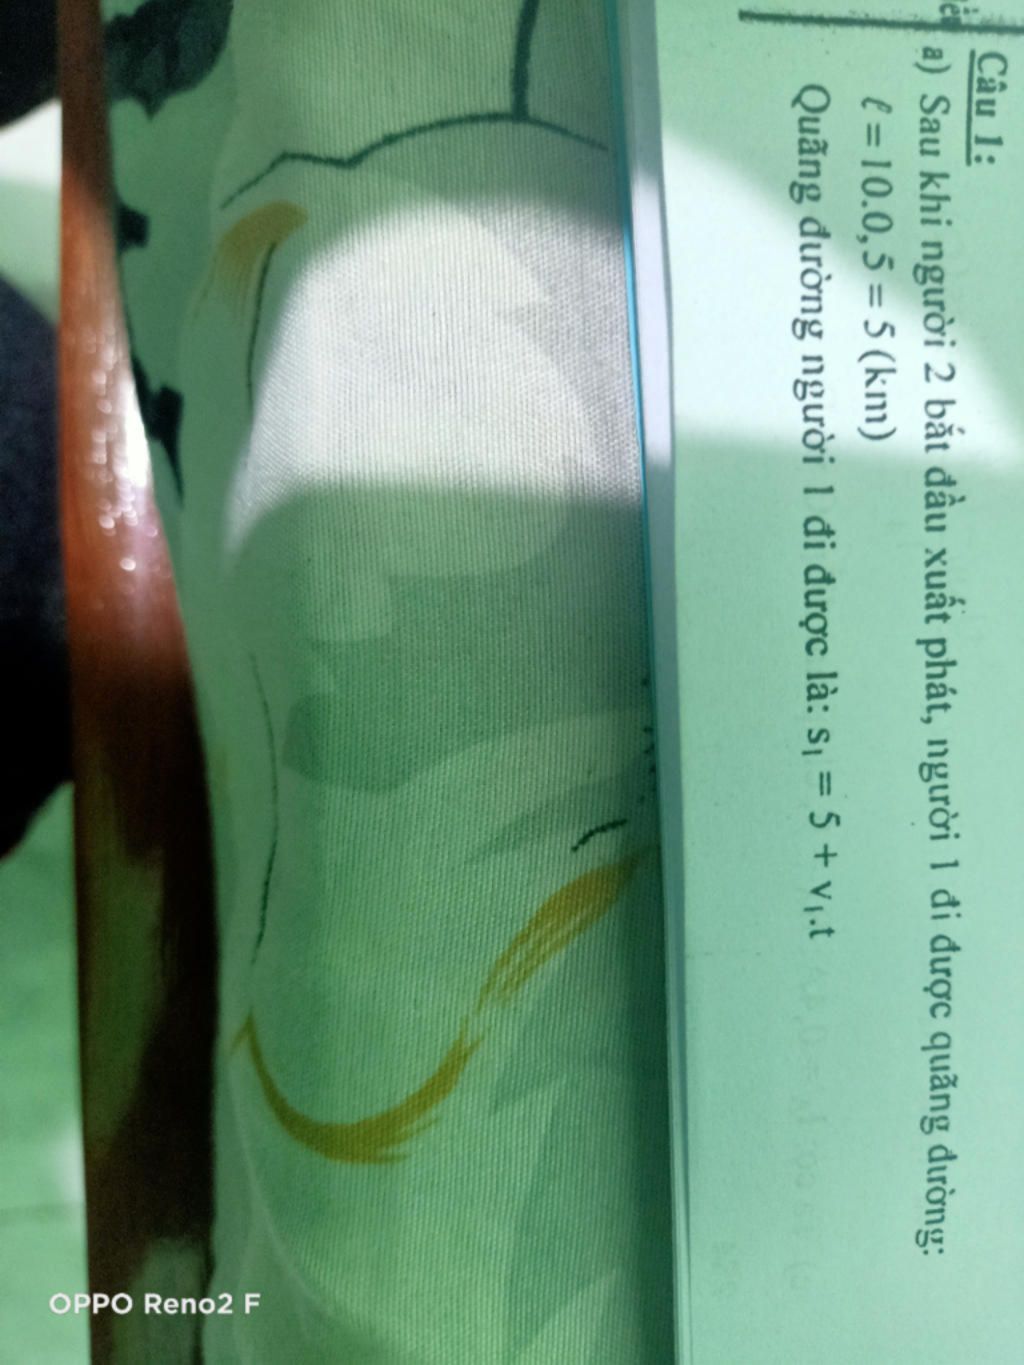 Câu 1:
a) Sau khi người 2 bắt đầu xuất phát, người 1 đi được quãng đường:
ℓ = 10.0,5 = 5 (km)
Quãng đường người 1 đi được là: s₁ = 5 + v₁.t
OPPO Reno2 F